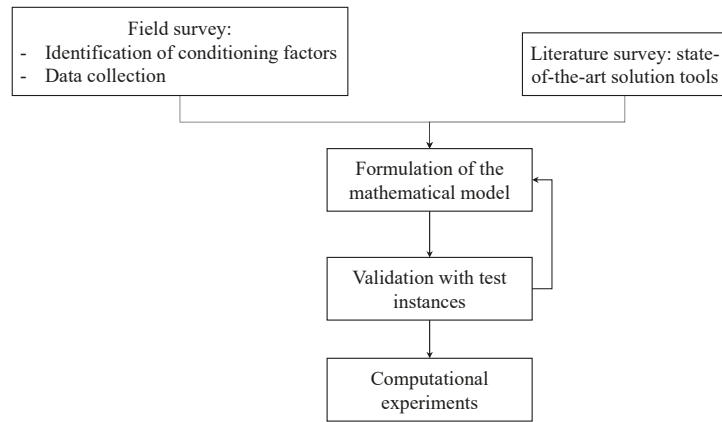 Field survey:
- Identification of conditioning factors
- Data collection
Literature survey: state-
of-the-art solution tools
Formulation of the
mathematical model
Validation with test
instances
Computational
experiments